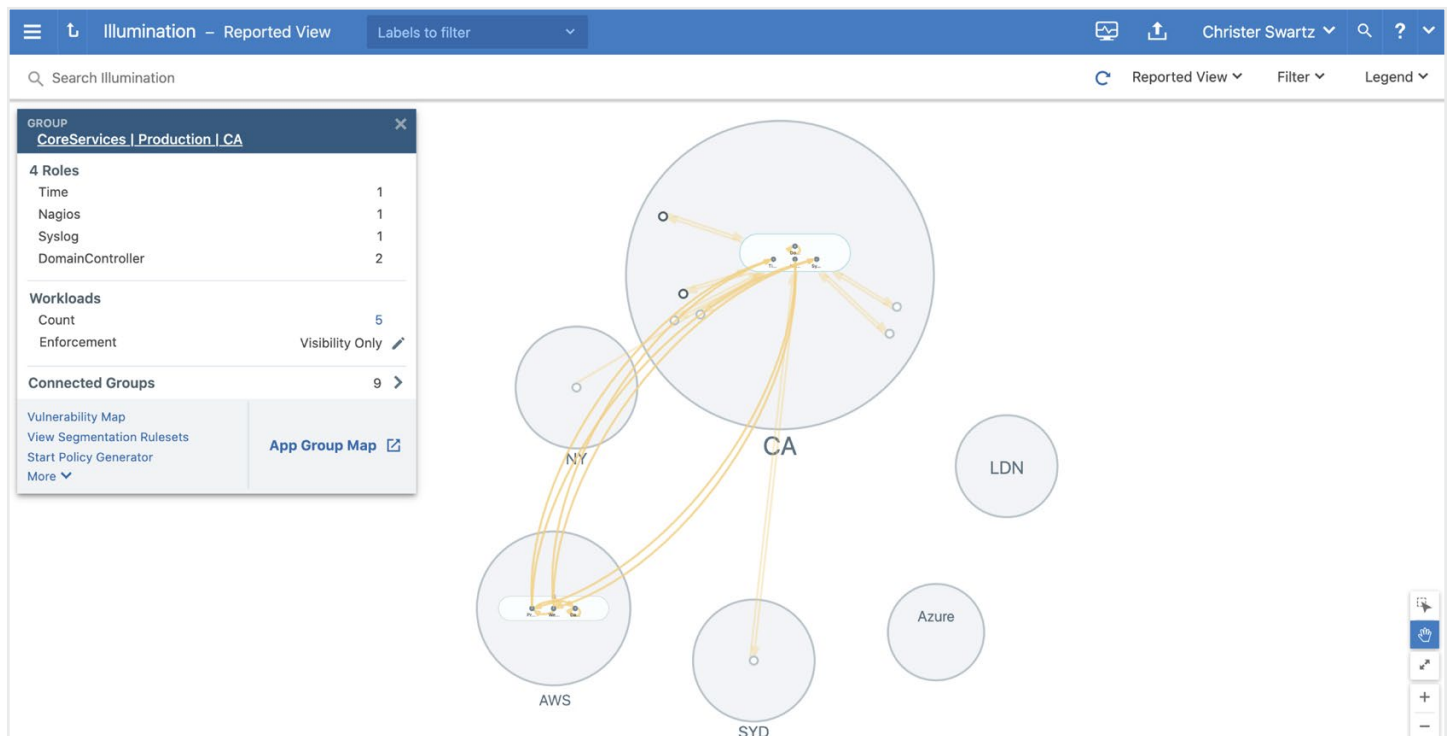 Illumination – Reported View
Labels to filter
Christer Swartz
?
Search Illumination
Reported View
Filter
Legend
GROUP
CoreServices | Production | CA
4 Roles
Time 1
Nagios 1
Syslog 1
DomainController 2
Workloads
Count 5
Enforcement Visibility Only
Connected Groups 9
Vulnerability Map
View Segmentation Rulesets
Start Policy Generator
More
App Group Map
CA
NY
LDN
Azure
AWS
SYD